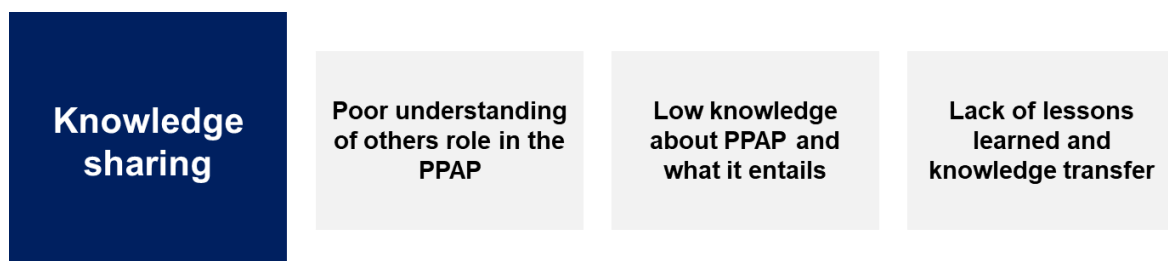 Knowledge
sharing
Poor understanding
of others role in the
PPAP
Low knowledge
about PPAP and
what it entails
Lack of lessons
learned and
knowledge transfer